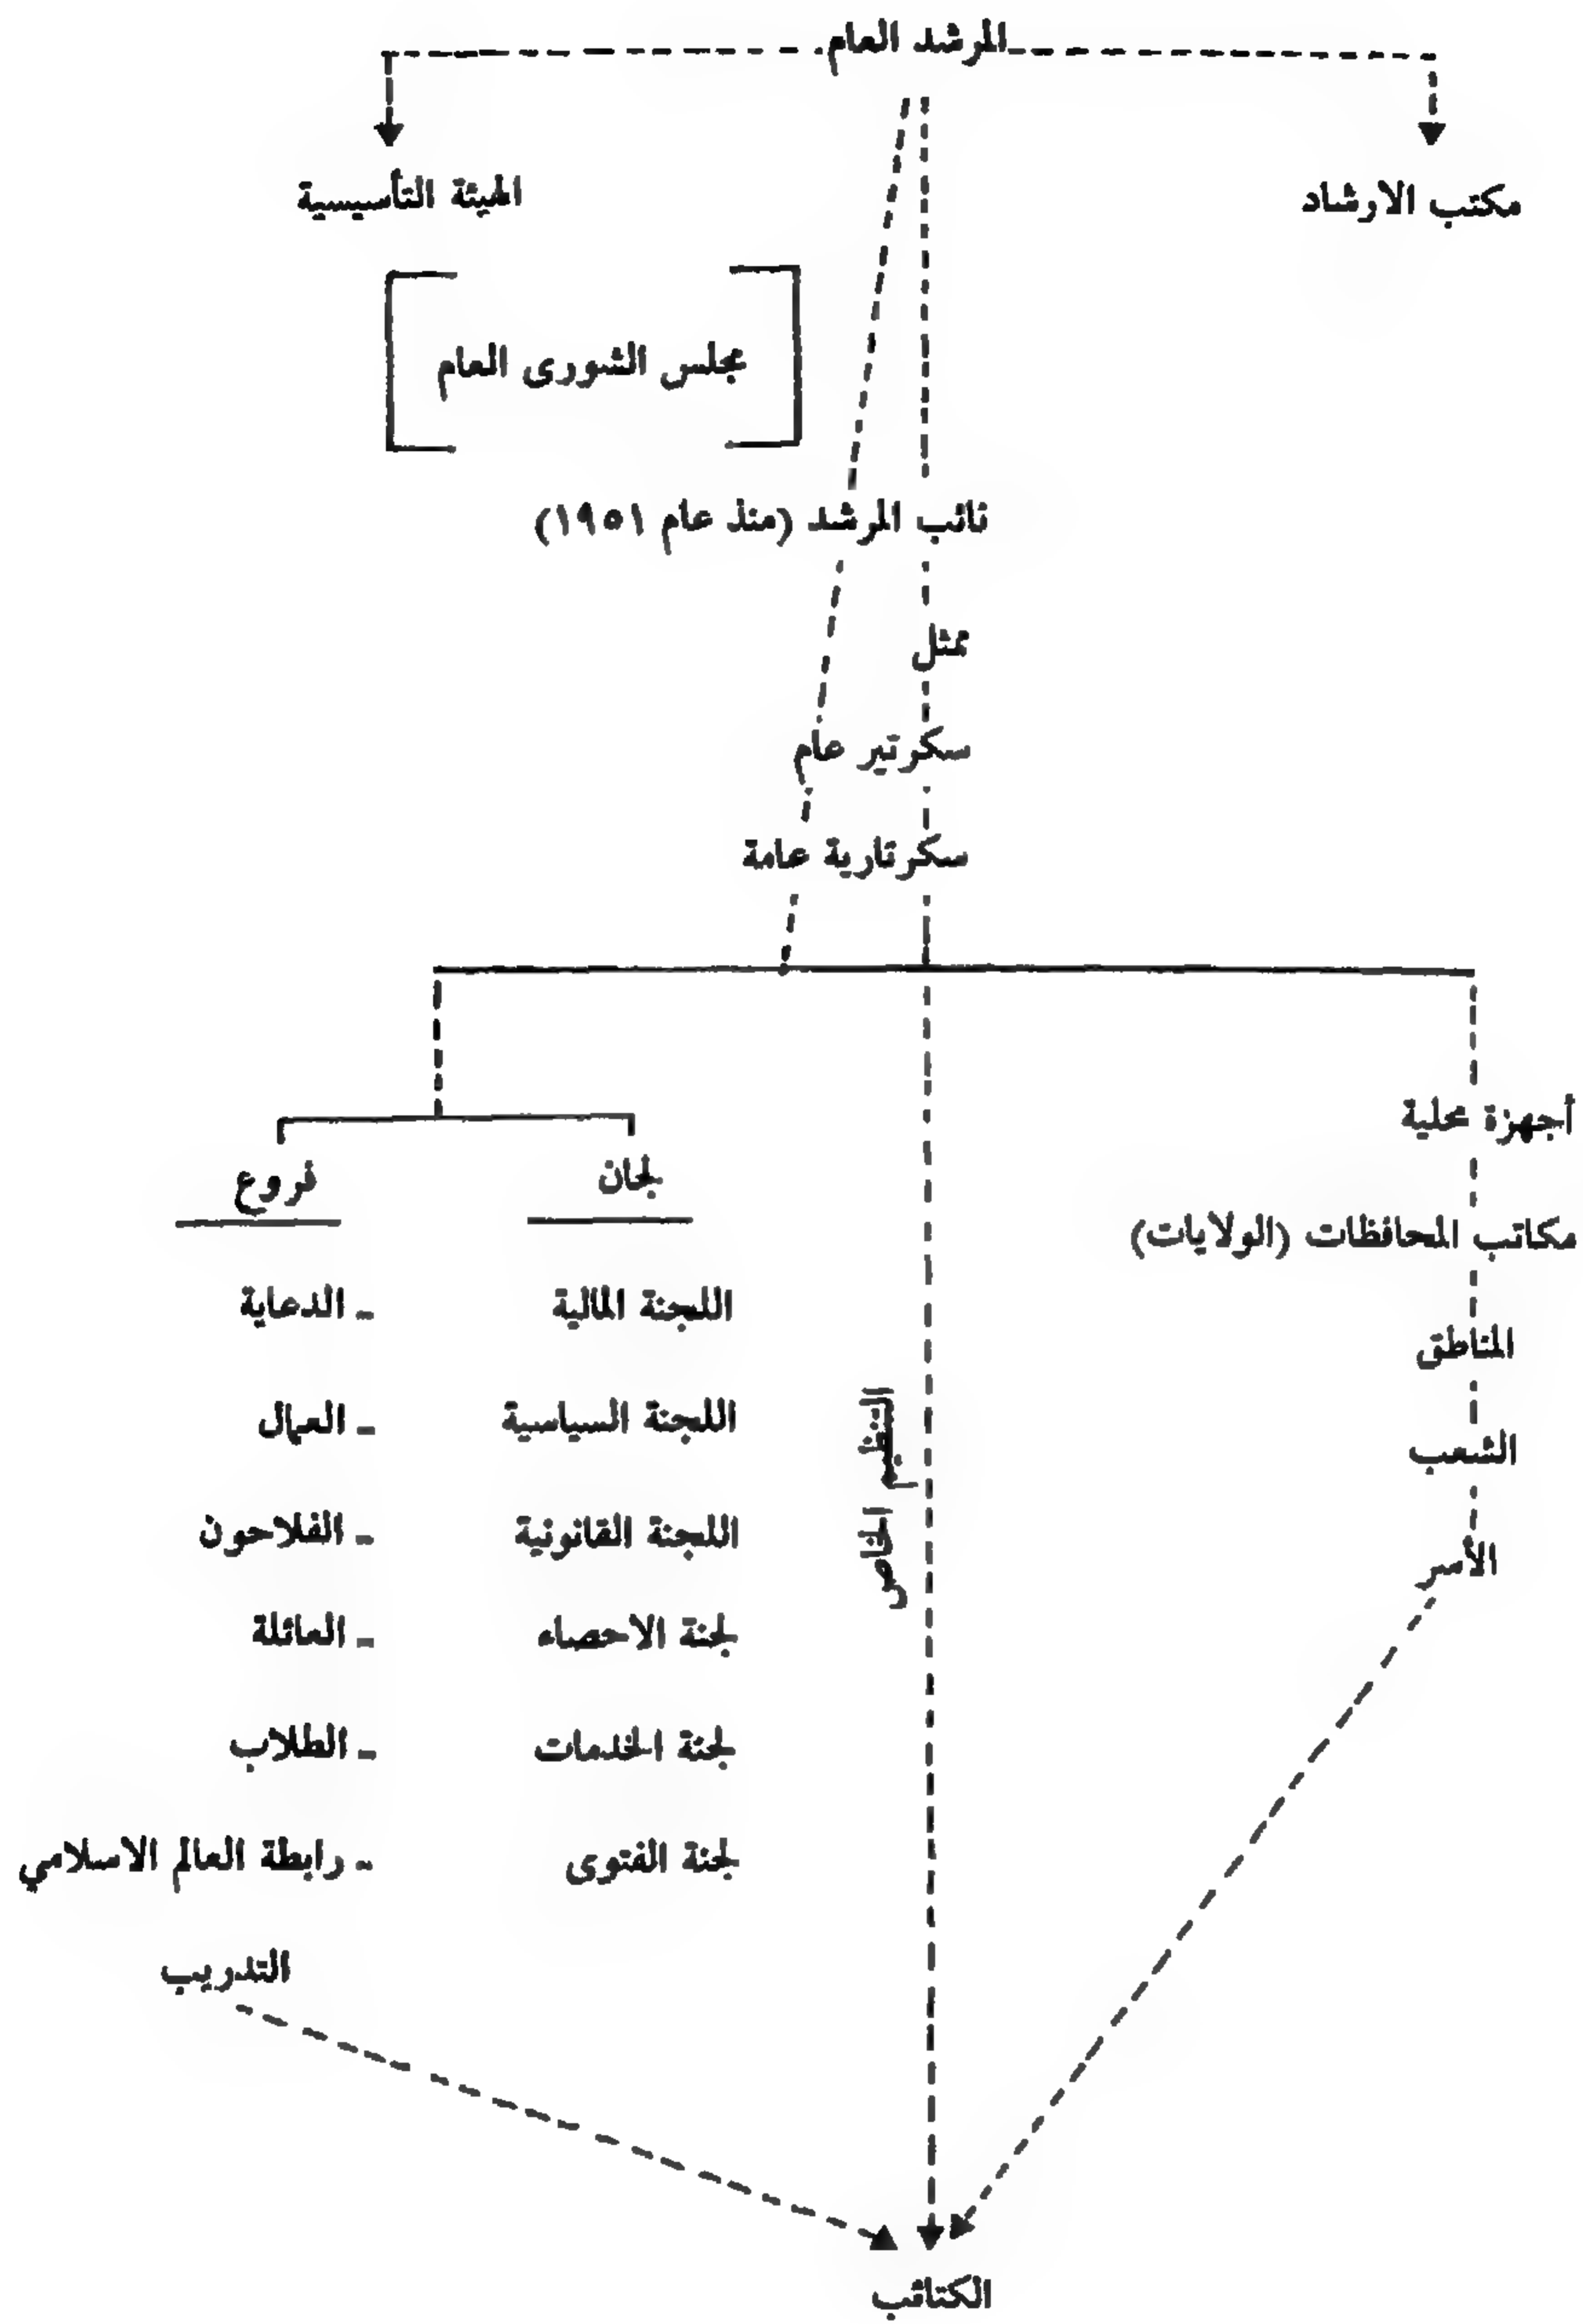 المرشد العام
مكتب الارشاد
الهيئة التأسيسية
مجلس الشورى العام
نائب المرشد (منذ عام ١٩٥١)
ممثل
سكرتير عام
سكرتارية عامة
أجهزة محلية
مكاتب المحافظات (الولايات)
المناطق
الشعب
الأسر
التنظيم الخاص
لجان
اللجنة المالية
اللجنة السياسية
اللجنة القانونية
لجنة الاحصاء
لجنة الخدمات
لجنة الفتوى
فروع
- الدعاية
- العمال
- الفلاحون
- العائلة
- الطلاب
- رابطة العالم الاسلامي
التدريب
الكتائب